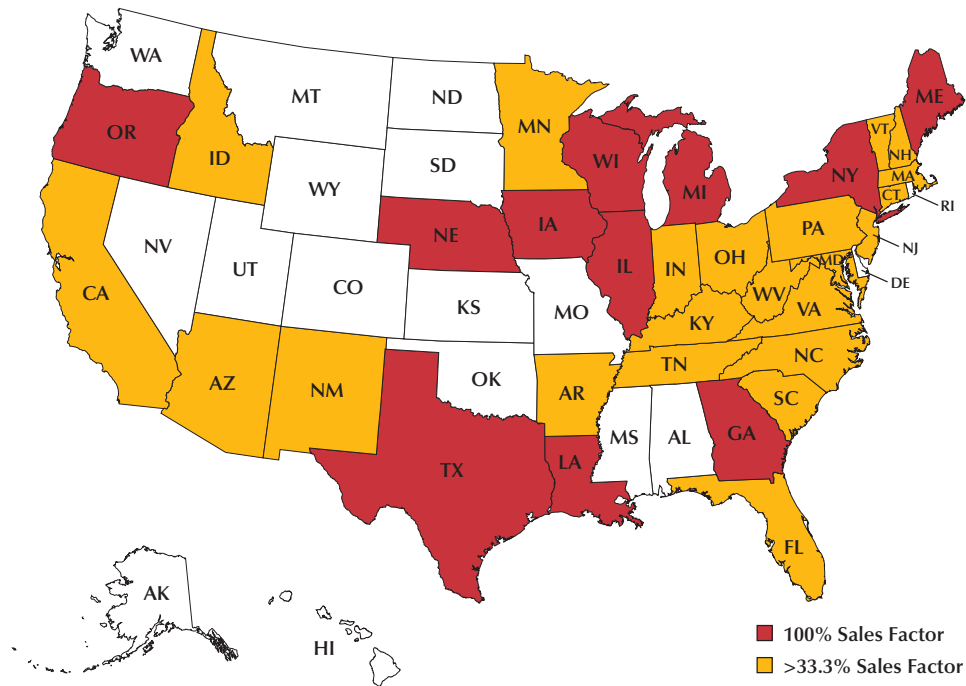 WA
MT
ND
MN
ME
VT
OR
ID
WI
NH
SD
MI
NY
MA
WY
CT
RI
NE
IA
PA
NV
NJ
UT
IL
IN
OH
MD
CO
DE
CA
KS
MO
WV
VA
KY
NC
TN
AZ
NM
OK
AR
SC
MS
AL
GA
LA
TX
FL
AK
HI
100% Sales Factor
>33.3% Sales Factor